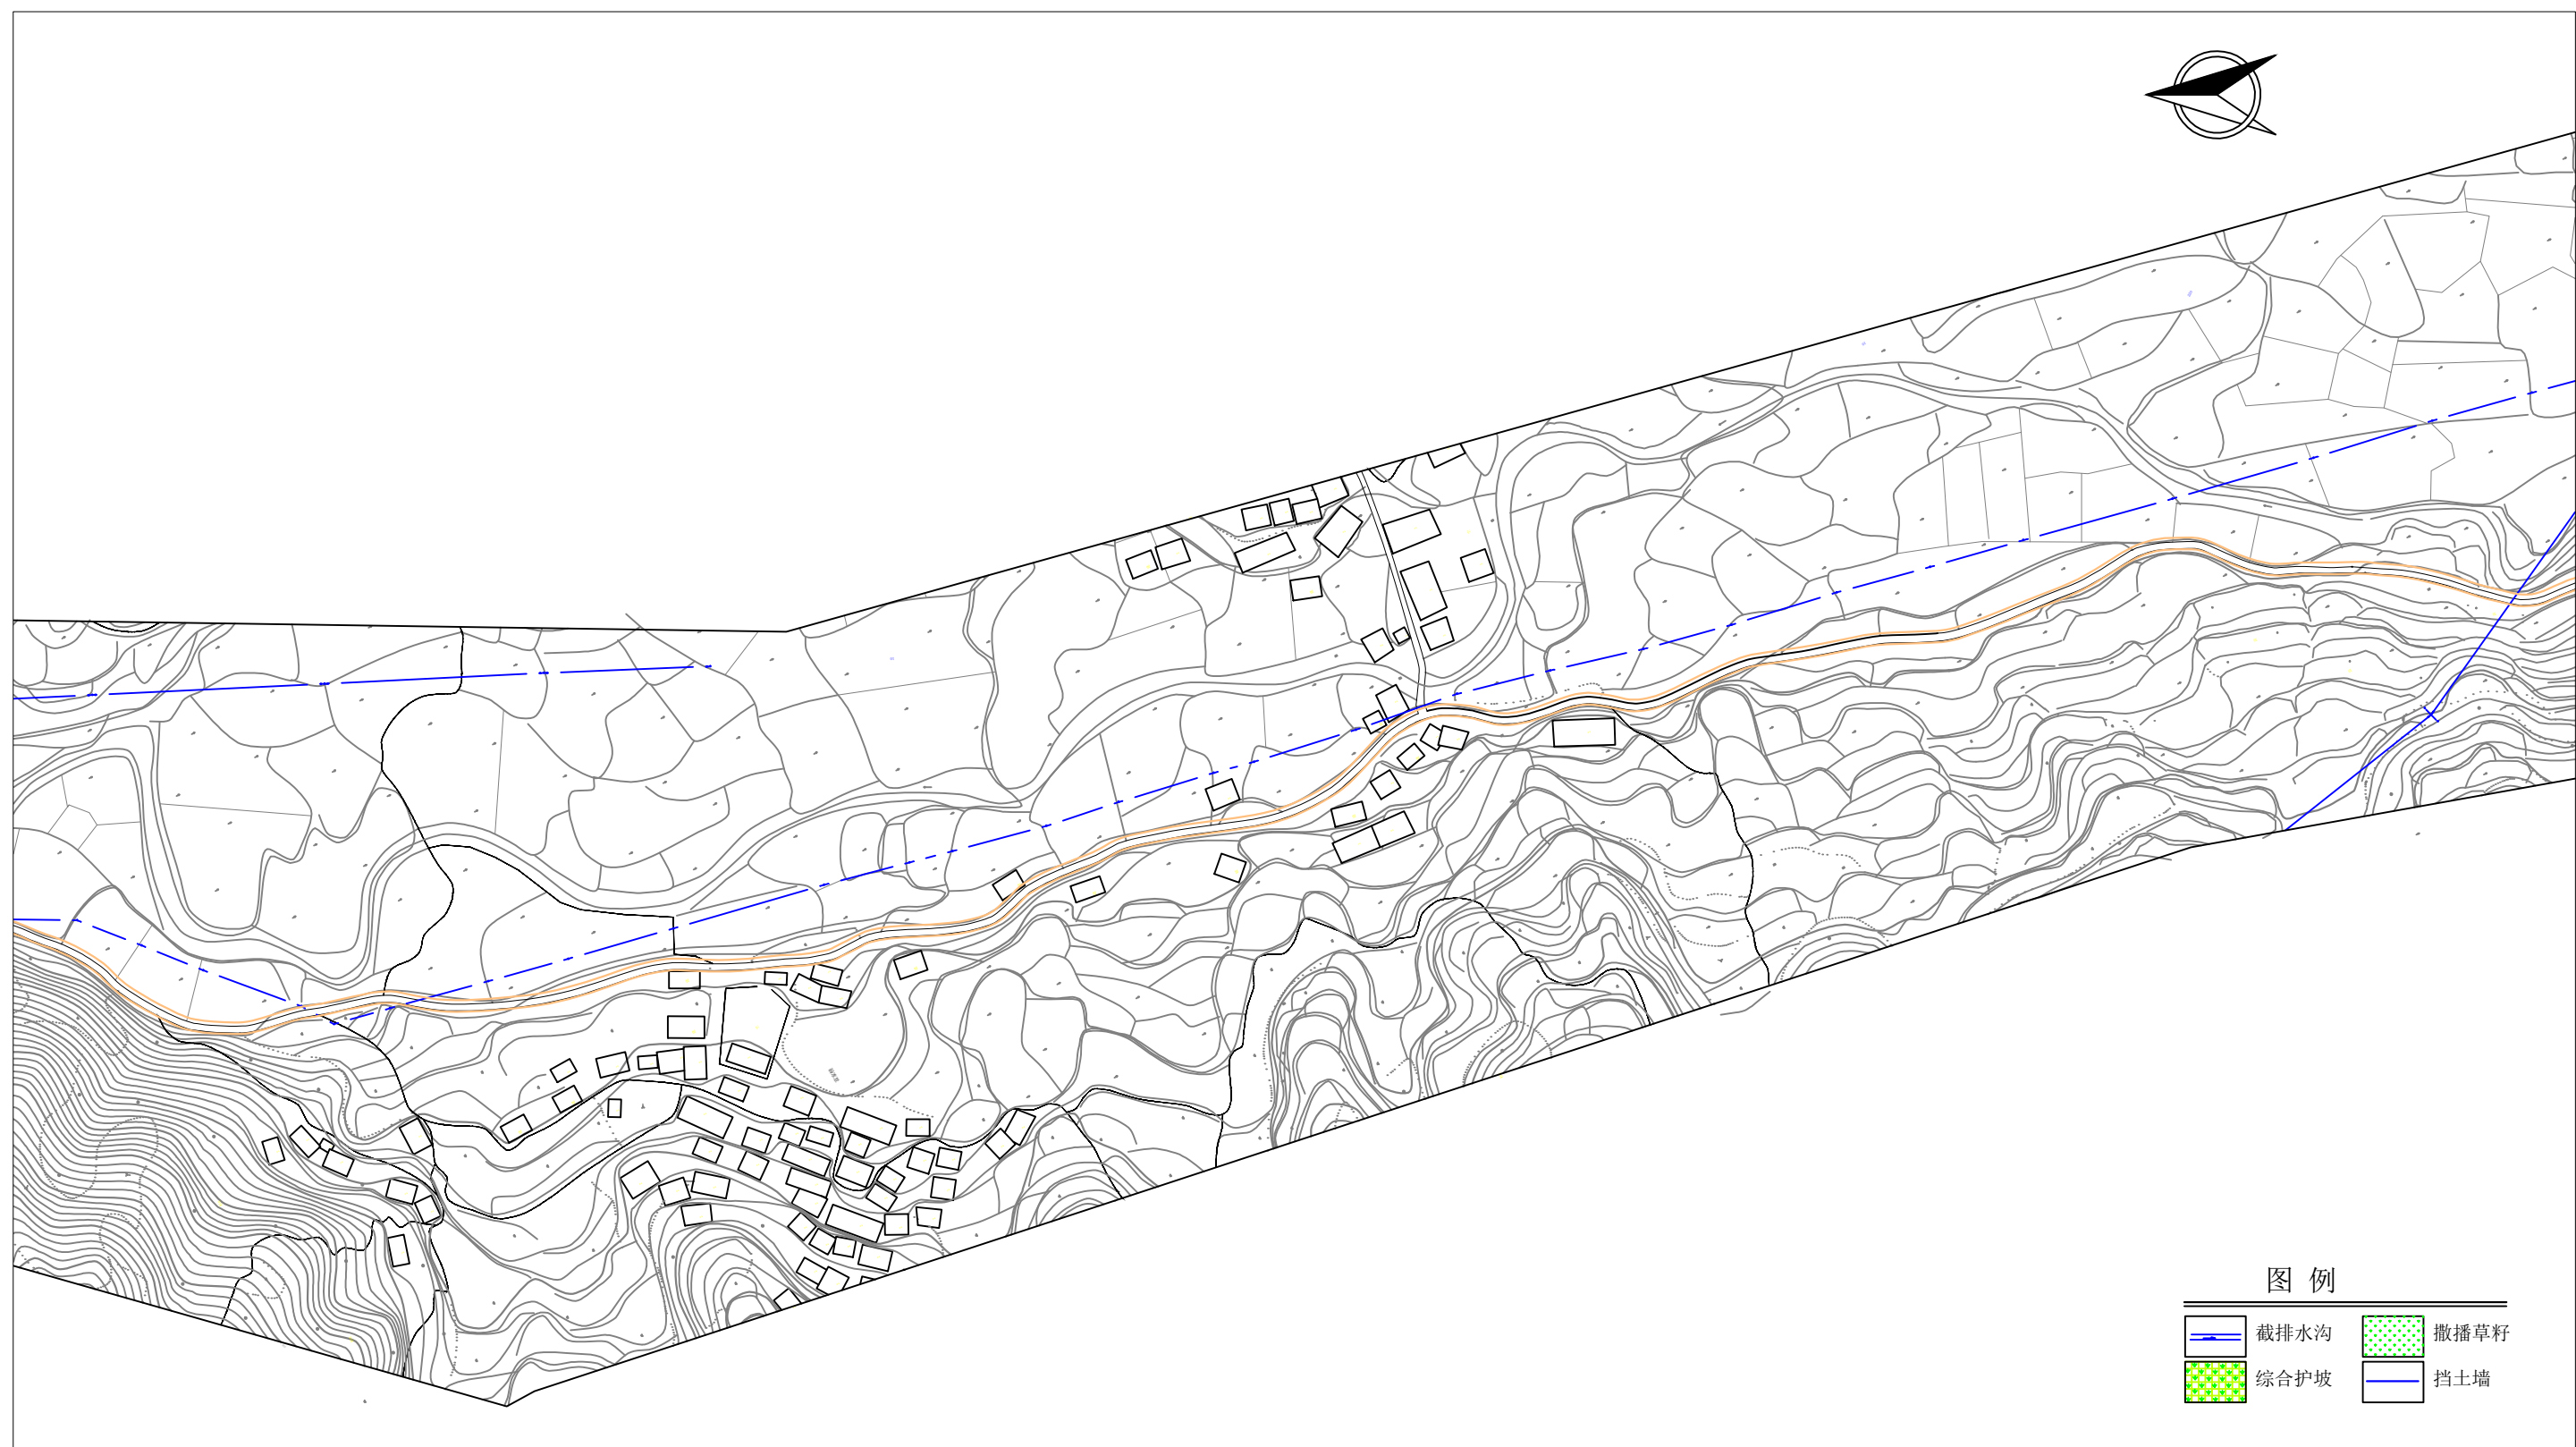 图 例
截排水沟
撒播草籽
综合护坡
挡土墙